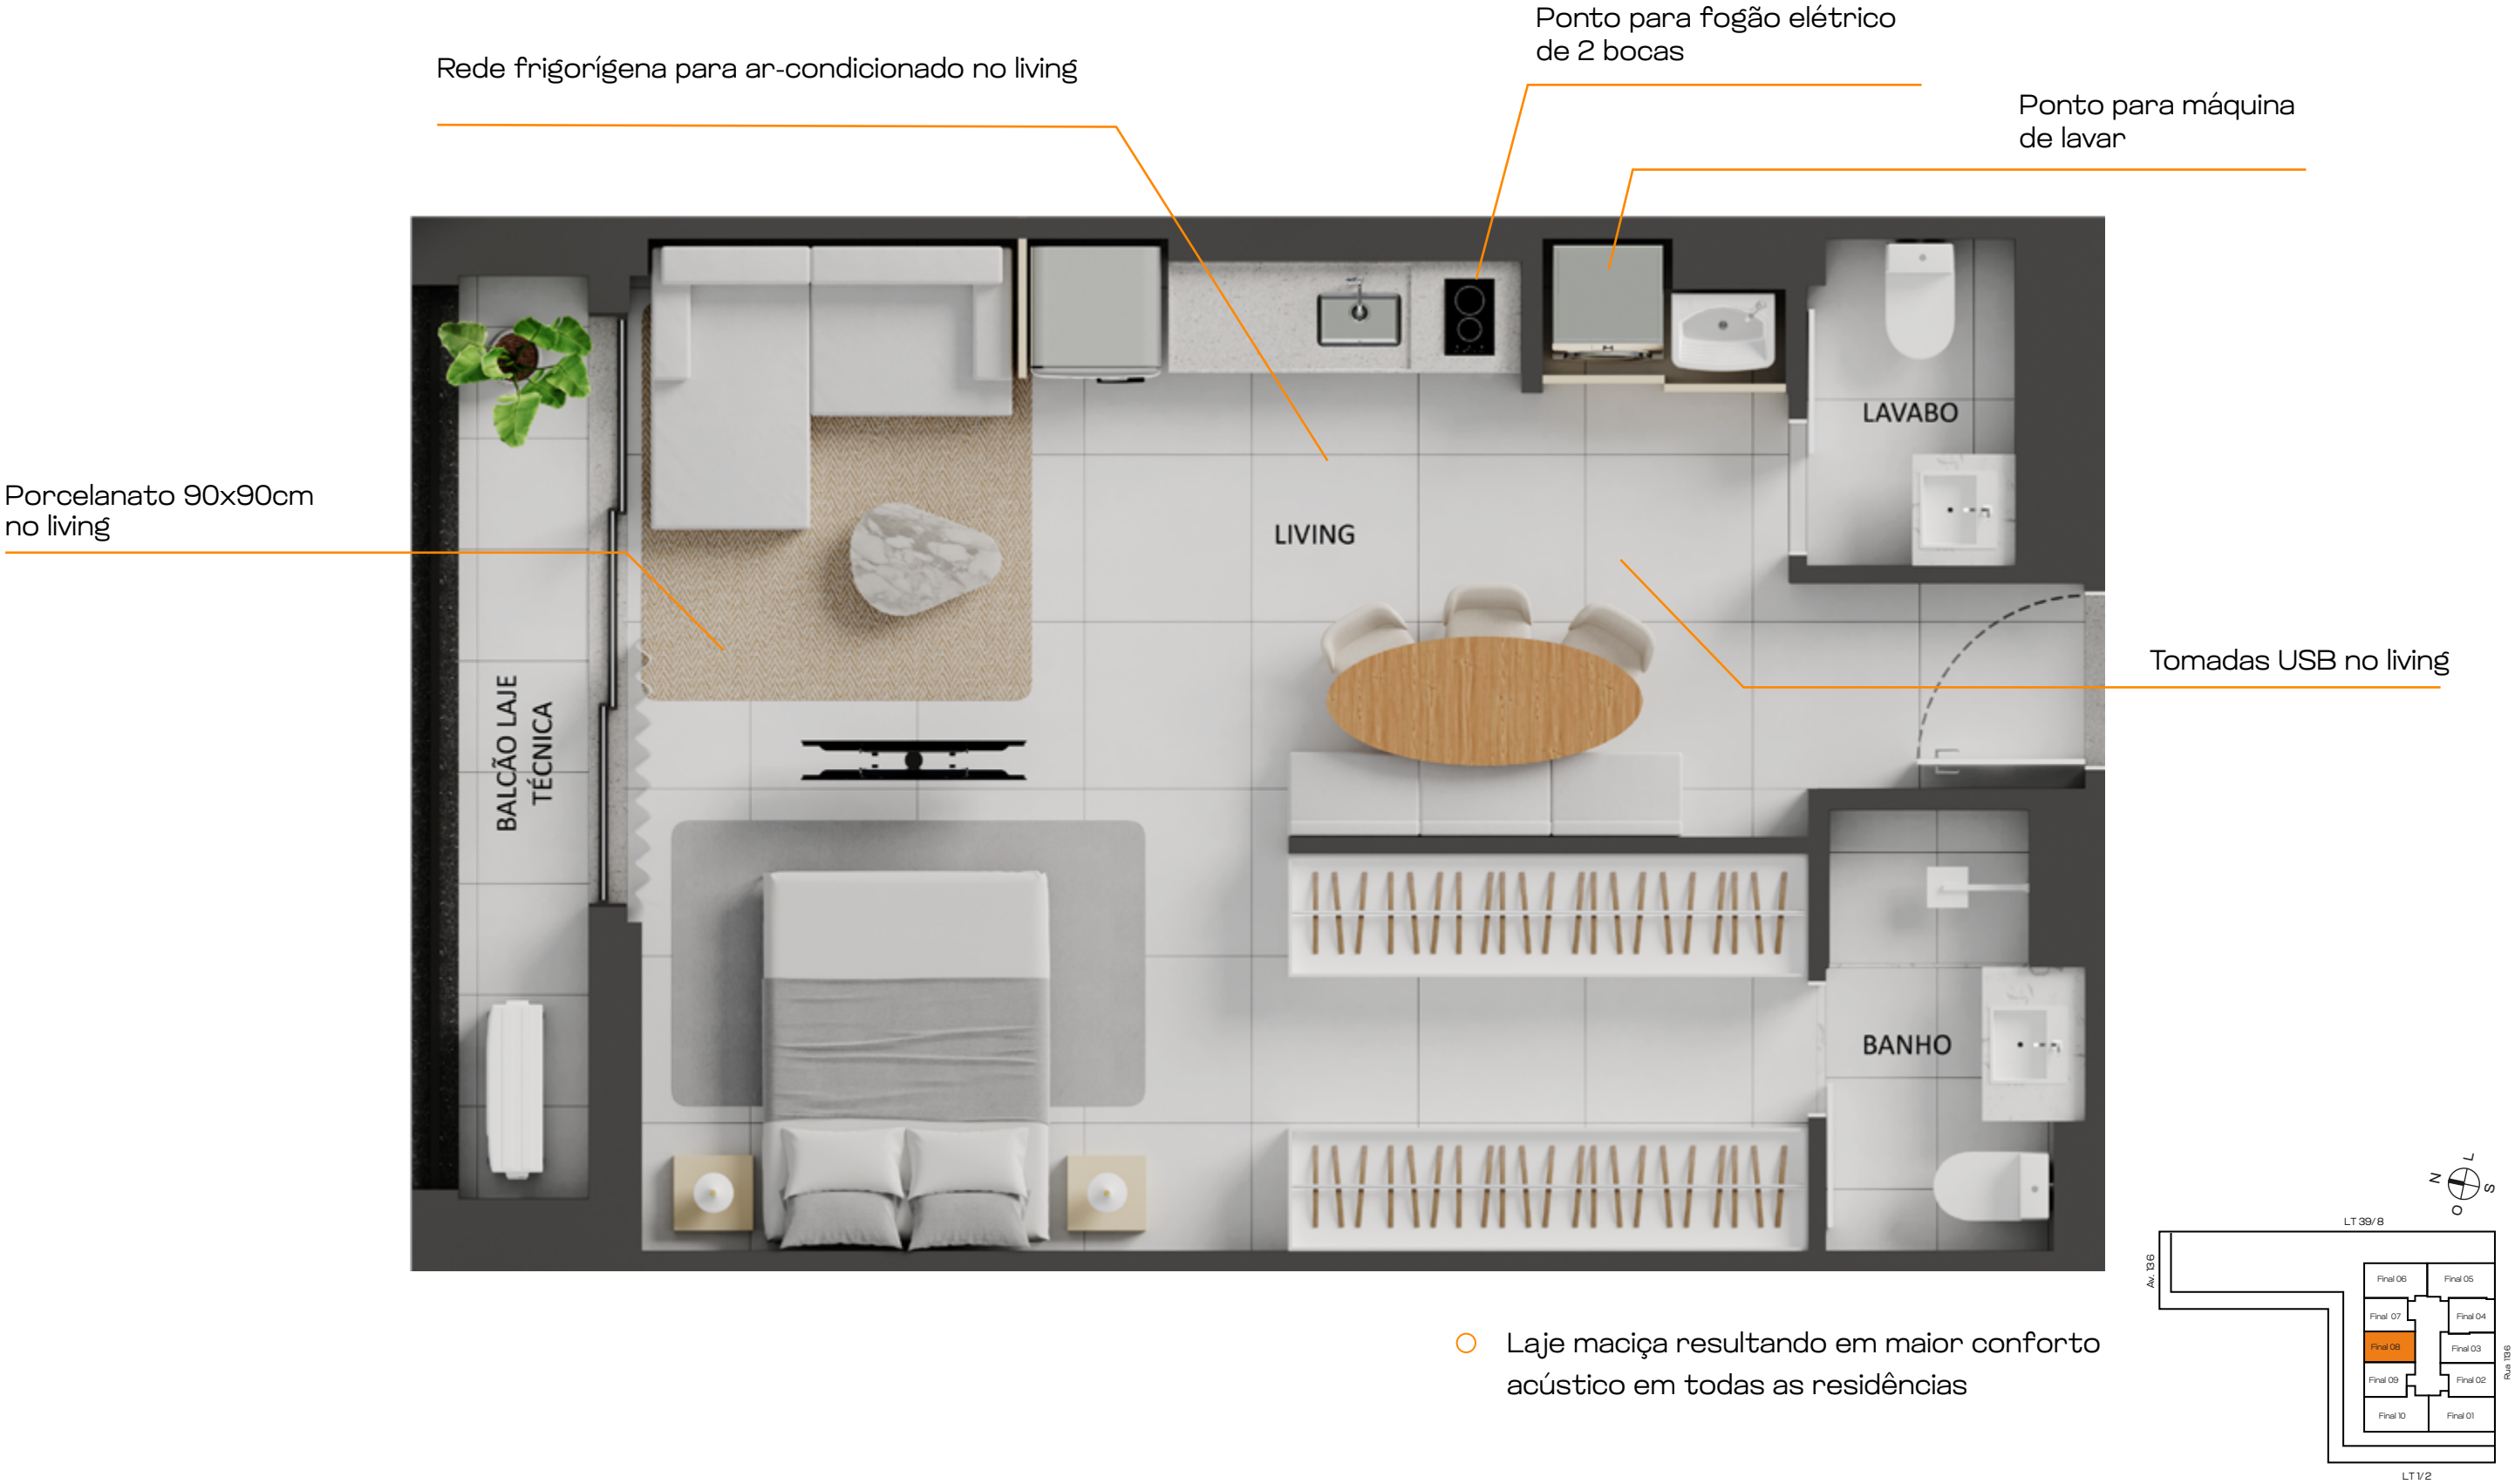 Ponto para fogão elétrico
de 2 bocas
Rede frigorígena para ar-condicionado no living
Ponto para máquina
de lavar
LAVABO
Porcelanato 90x90cm
no living
LIVING
Tomadas USB no living
BALCÃO LAJE
TÉCNICA
BANHO
Laje maciça resultando em maior conforto
acústico em todas as residências
N
L
S
O
LT 39/8
Av. 136
Final 06
Final 05
Final 07
Final 04
Final 08
Final 03
Final 09
Final 02
Final 10
Final 01
Rua 1136
LT 1/2